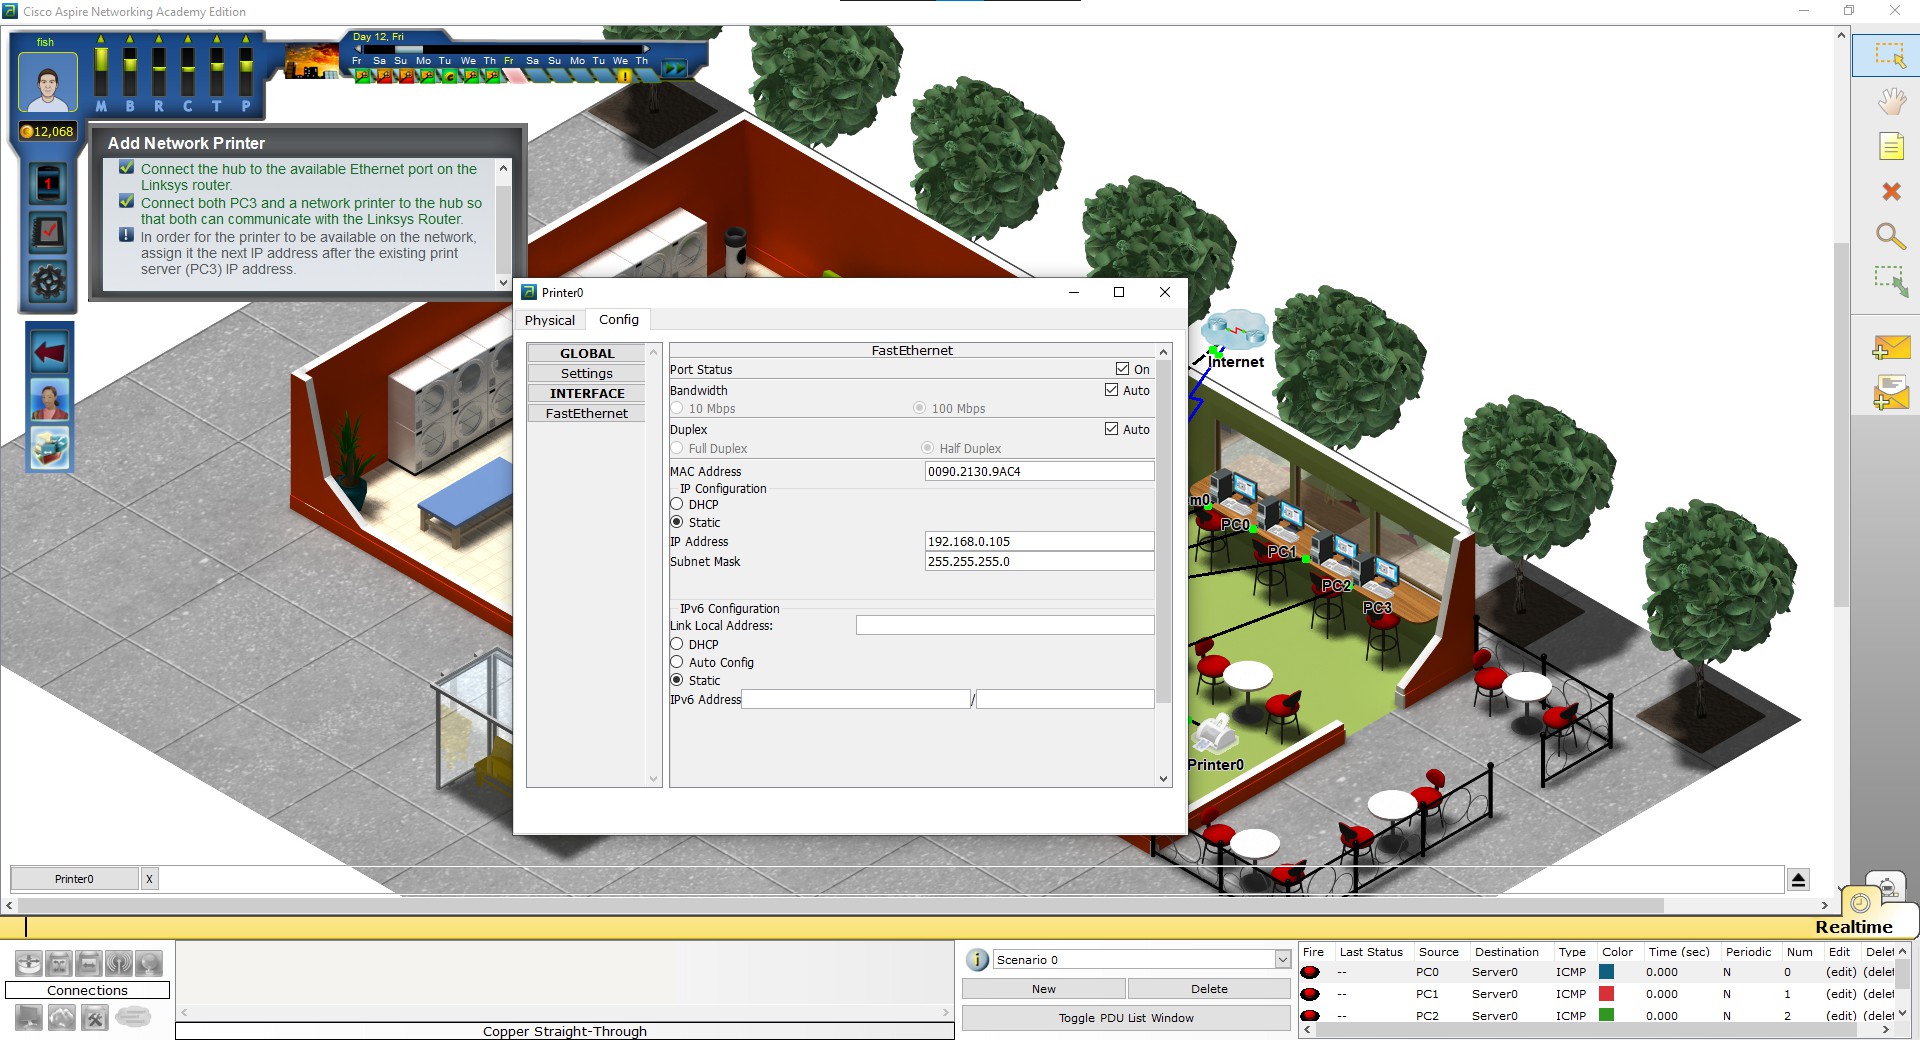 Cisco Aspire Networking Academy Edition
fish
M B R C T P
12,068
Day 12, Fri
Fr Sa Su Mo Tu We Th Fr Sa Su Mo Tu We Th
1
Add Network Printer
Connect the hub to the available Ethernet port on the
Linksys router.
Connect both PC3 and a network printer to the hub so
that both can communicate with the Linksys Router.
In order for the printer to be available on the network,
assign it the next IP address after the existing print
server (PC3) IP address.
Printer0
Physical Config
GLOBAL
Settings
INTERFACE
FastEthernet
FastEthernet
Port Status On
Bandwidth Auto
10 Mbps 100 Mbps
Duplex Auto
Full Duplex Half Duplex
MAC Address 0090.2130.9AC4
IP Configuration
DHCP
Static
IP Address 192.168.0.105
Subnet Mask 255.255.255.0
IPv6 Configuration
Link Local Address:
DHCP
Auto Config
Static
IPv6 Address /
Internet
m0
PC0
PC1
PC2
PC3
Printer0
Printer0 X
Realtime
Connections
Copper Straight-Through
Scenario 0
New Delete
Toggle PDU List Window
Fire Last Status Source Destination Type Color Time (sec) Periodic Num Edit Delet
-- PC0 Server0 ICMP 0.000 N 0 (edit) (delet
-- PC1 Server0 ICMP 0.000 N 1 (edit) (delet
-- PC2 Server0 ICMP 0.000 N 2 (edit) (delet